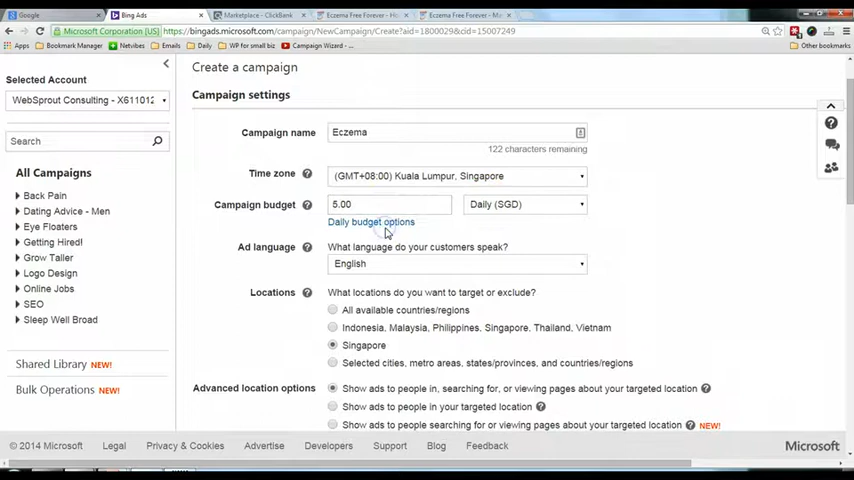 Google
Bing Ads
Marketplace - ClickBank
Eczema Free Forever - H
Eczema Free Forever - Ma
Microsoft Corporation [US]
https://bingads.microsoft.com/campaign/NewCampaign/Create?aid=1800029&cid=15007249
Apps
Bookmark Manager
Netvibes
Emails
Daily
WP for small biz
Campaign Wizard -...
Other bookmarks
Selected Account
WebSprout Consulting - X611012
Search
All Campaigns
Back Pain
Dating Advice - Men
Eye Floaters
Getting Hired!
Grow Taller
Logo Design
Online Jobs
SEO
Sleep Well Broad
Shared Library NEW!
Bulk Operations NEW!
Create a campaign
Campaign settings
Campaign name ? Eczema
122 characters remaining
Time zone ? (GMT+08:00) Kuala Lumpur, Singapore
Campaign budget ? 5.00 Daily (SGD)
Daily budget options
Ad language ? What language do your customers speak?
English
Locations ? What locations do you want to target or exclude?
All available countries/regions
Indonesia, Malaysia, Philippines, Singapore, Thailand, Vietnam
Singapore
Selected cities, metro areas, states/provinces, and countries/regions
Advanced location options Show ads to people in, searching for, or viewing pages about your targeted location ?
Show ads to people in your targeted location ?
Show ads to people searching for or viewing pages about your targeted location ? NEW!
© 2014 Microsoft Legal Privacy & Cookies Advertise Developers Support Blog Feedback Microsoft